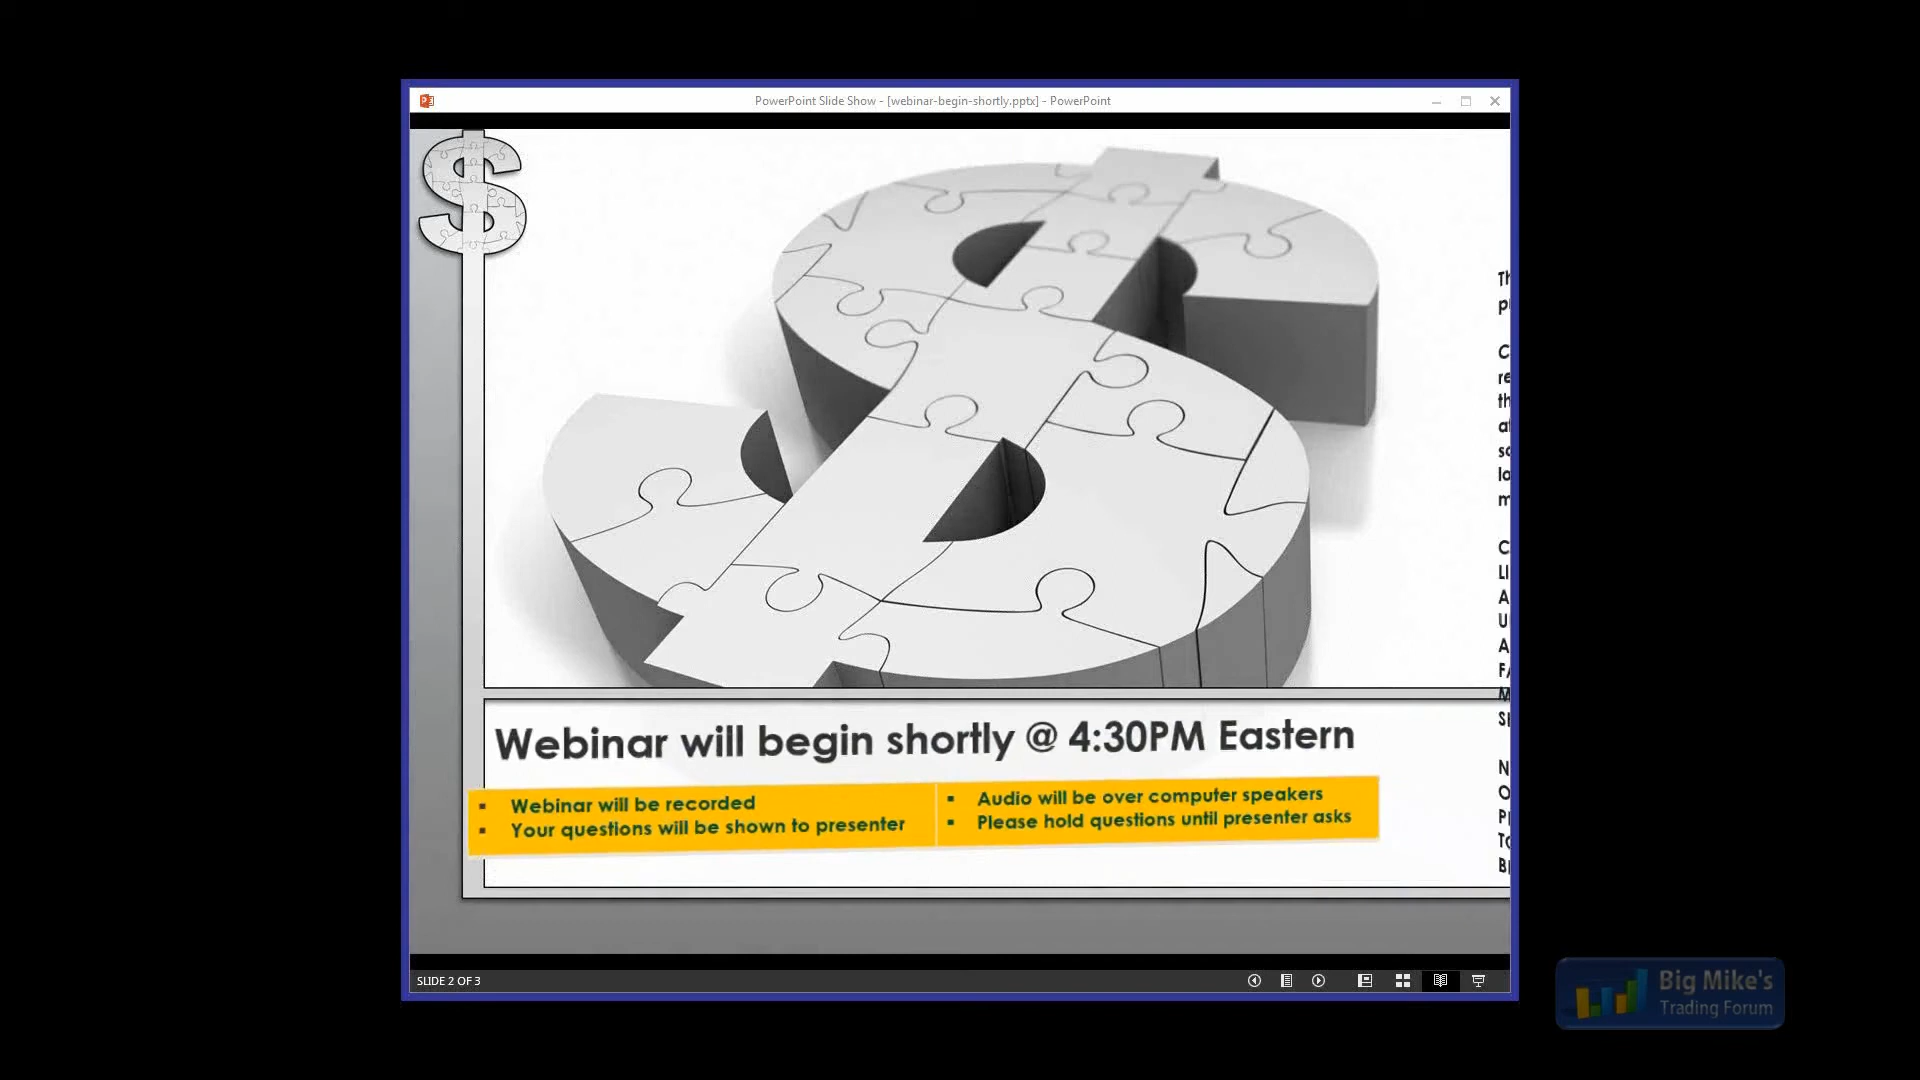 PowerPoint Slide Show - [webinar-begin-shortly.pptx] - PowerPoint
Webinar will begin shortly @ 4:30PM Eastern
▪ Webinar will be recorded
▪ Your questions will be shown to presenter
▪ Audio will be over computer speakers
▪ Please hold questions until presenter asks
SLIDE 2 OF 3
Big Mike's
Trading Forum